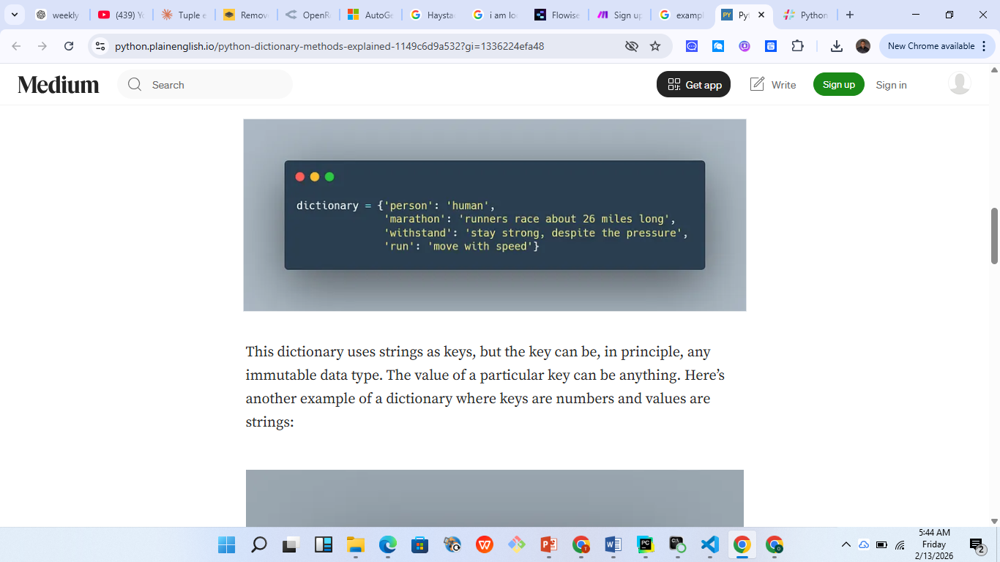 weekly
(439) Y
Tuple e
Remov
OpenR
AutoGe
Haysta
i am lo
Flowise
Sign up
exampl
Pyt
Python
python.plainenglish.io/python-dictionary-methods-explained-1149c6d9a532?gi=1336224efa48
New Chrome available
Medium
Search
Get app
Write
Sign up
Sign in
dictionary = {'person': 'human',
'marathon': 'runners race about 26 miles long',
'withstand': 'stay strong, despite the pressure',
'run': 'move with speed'}
This dictionary uses strings as keys, but the key can be, in principle, any
immutable data type. The value of a particular key can be anything. Here’s
another example of a dictionary where keys are numbers and values are
strings:
5:44 AM
Friday
2/13/2026
2